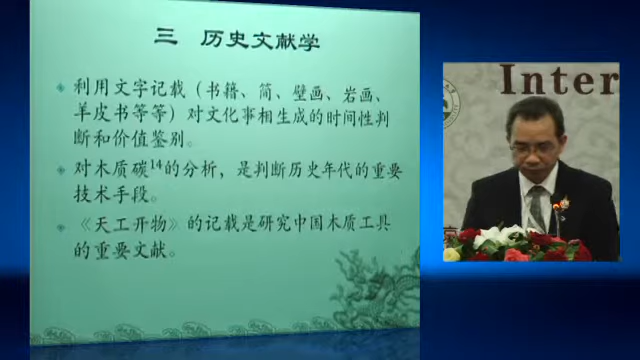 三 历史文献学
利用文字记载（书籍、简、壁画、岩画、
羊皮书等等）对文化事相生成的时间性判
断和价值鉴别。
对木质碳14的分析，是判断历史年代的重要
技术手段。
《天工开物》的记载是研究中国木质工具
的重要文献。
Inter